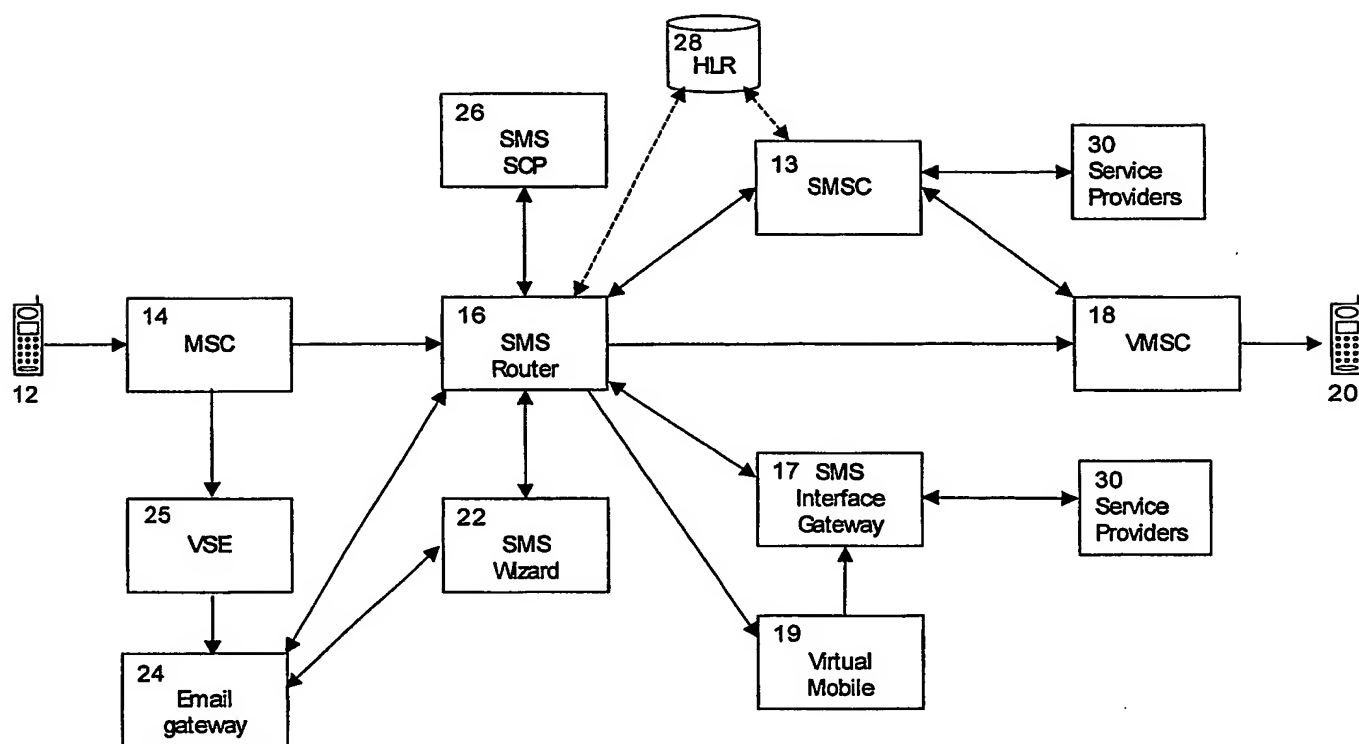 28
HLR
26
SMS
SCP
13
SMSC
30
Service
Providers
12
14
MSC
16
SMS
Router
18
VMSC
20
25
VSE
22
SMS
Wizard
17 SMS
Interface
Gateway
30
Service
Providers
24
Email
gateway
19
Virtual
Mobile